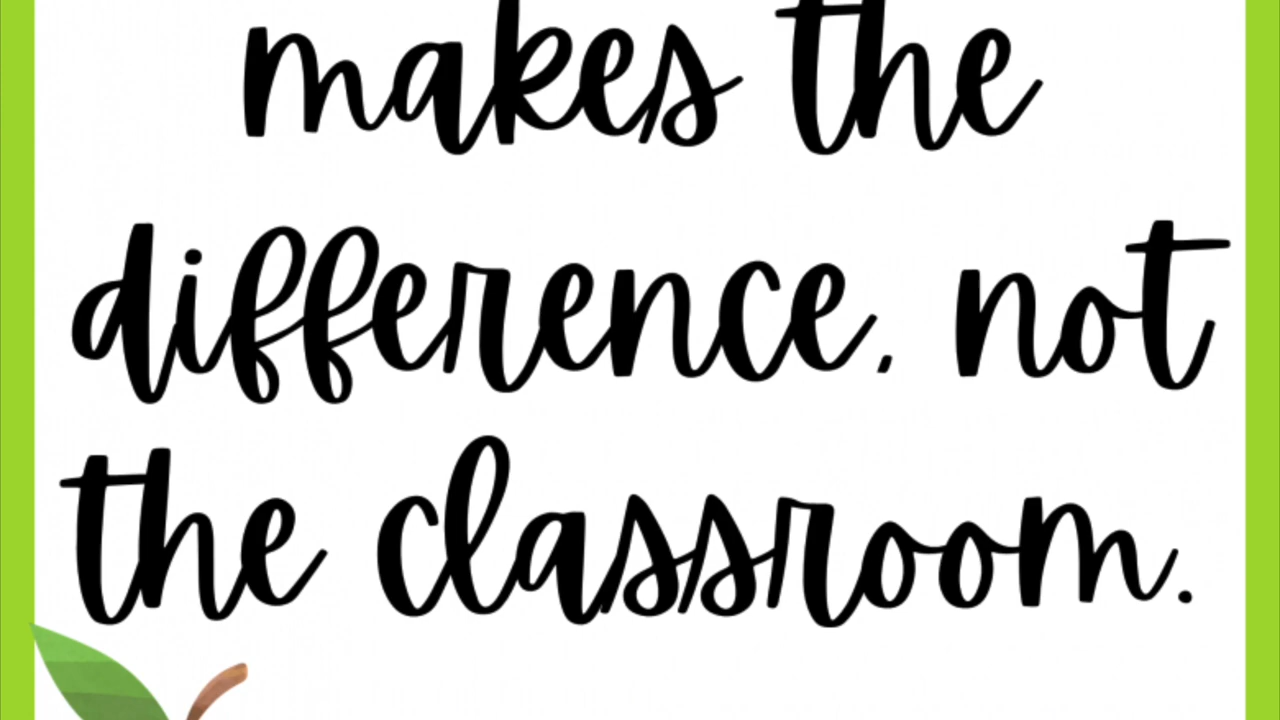 makes the
difference, not
the classroom.